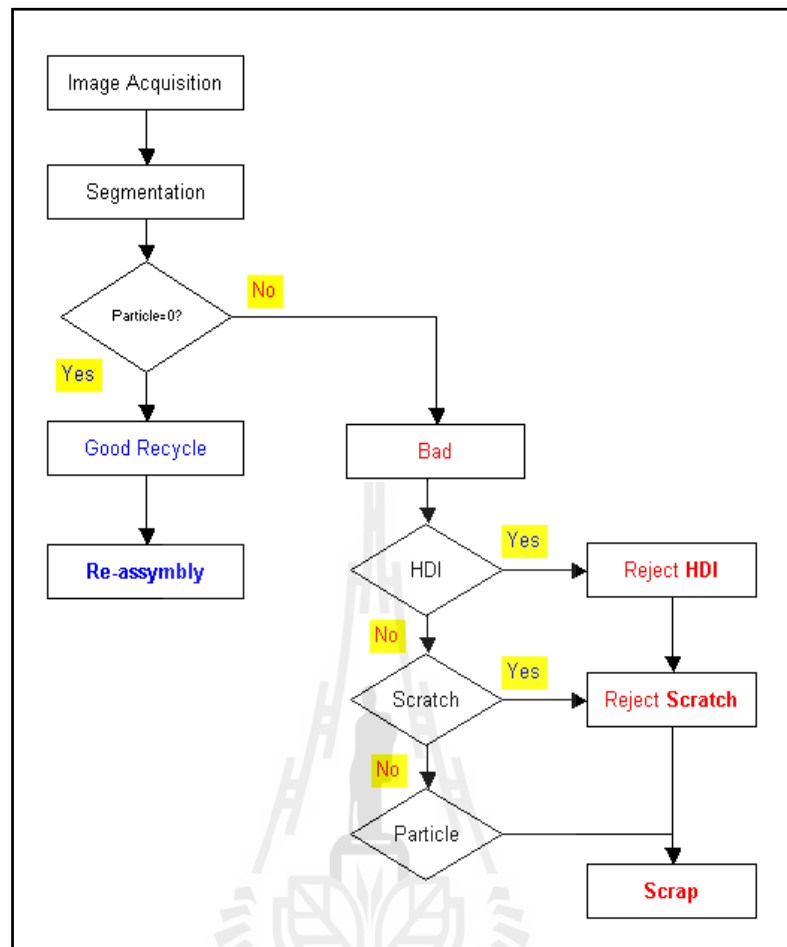 Image Acquisition
Segmentation
Particle=0?
No
Yes
Good Recycle
Bad
Re-assymbly
HDI
Yes
Reject HDI
No
Scratch
Yes
Reject Scratch
No
Particle
Scrap